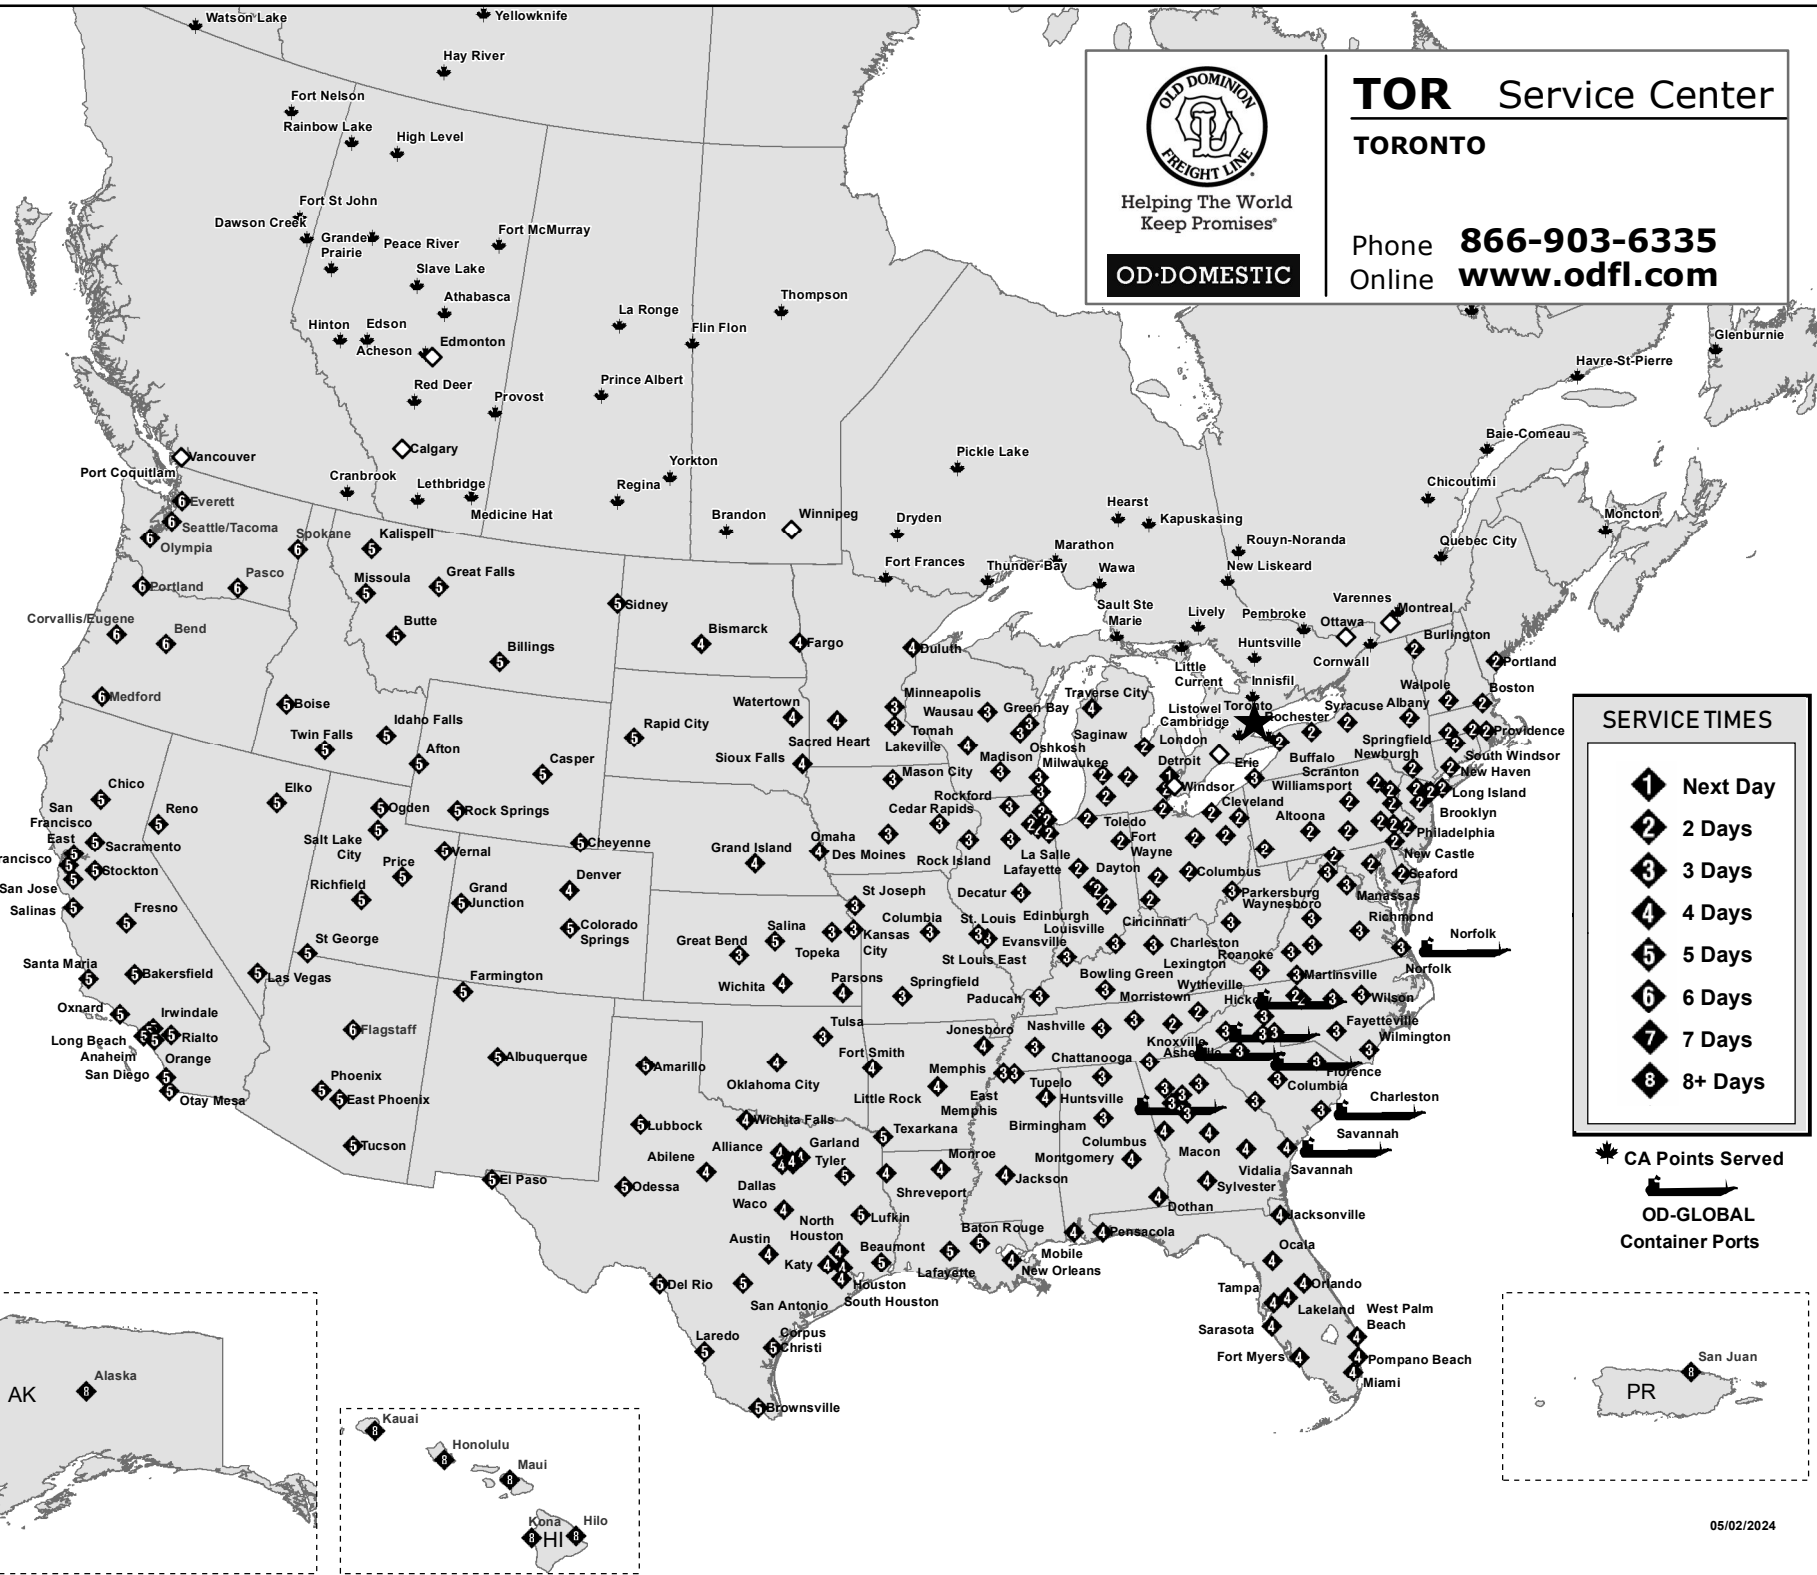 Watson Lake
Yellowknife
Hay River
Fort Nelson
Rainbow Lake
High Level
Fort St John
Dawson Creek
Grande
Prairie
Peace River
Fort McMurray
Slave Lake
Athabasca
Hinton
Edson
Acheson
Edmonton
La Ronge
Thompson
Flin Flon
Red Deer
Provost
Prince Albert
Calgary
Vancouver
Port Coquitlam
Cranbrook
Lethbridge
Medicine Hat
Yorkton
Regina
Brandon
Winnipeg
Pickle Lake
Dryden
Fort Frances
Thunder Bay
Hearst
Kapuskasing
Marathon
Wawa
Rouyn-Noranda
New Liskeard
Sault Ste
Marie
Lively
Pembroke
Varennes
Montreal
Ottawa
Huntsville
Cornwall
Little
Current
Innisfil
Listowel
Toronto
Cambridge
London
Windsor
Glenburnie
Havre-St-Pierre
Baie-Comeau
Chicoutimi
Moncton
Quebec City
OLD DOMINION
FREIGHT LINE
Helping The World
Keep Promises®
OD·DOMESTIC
TOR Service Center
TORONTO
Phone 866-903-6335
Online www.odfl.com
Everett
Seattle/Tacoma
Olympia
Spokane
Kalispell
Portland
Pasco
Missoula
Great Falls
Sidney
Corvallis/Eugene
Bend
Butte
Billings
Bismarck
Fargo
Duluth
Medford
Boise
Idaho Falls
Twin Falls
Afton
Casper
Rapid City
Watertown
Sacred Heart
Sioux Falls
Minneapolis
Wausau
Green Bay
Tomah
Lakeville
Oshkosh
Madison
Milwaukee
Mason City
Traverse City
Saginaw
Detroit
Chico
San
Francisco
East
Reno
Elko
Ogden
Rock Springs
Sacramento
Salt Lake
City
Vernal
Cheyenne
rancisco
Stockton
San Jose
Salinas
Price
Richfield
Grand
Junction
Denver
Colorado
Springs
Fresno
St George
Grand Island
Omaha
Des Moines
Rockford
Cedar Rapids
Rock Island
La Salle
Lafayette
Toledo
Fort
Wayne
Dayton
St Joseph
Columbia
Decatur
St. Louis
Edinburgh
Louisville
Evansville
St Louis East
Salina
Topeka
Kansas
City
Great Bend
Wichita
Parsons
Springfield
Paducah
Cincinnati
Columbus
Cleveland
Erie
Buffalo
Rochester
Syracuse
Albany
Walpole
Burlington
Portland
Boston
Providence
Springfield
Newburgh
South Windsor
New Haven
Scranton
Williamsport
Long Island
Brooklyn
Altoona
Philadelphia
New Castle
Seaford
Parkersburg
Waynesboro
Manassas
Richmond
Norfolk
Norfolk
Charleston
Lexington
Roanoke
Martinsville
Bowling Green
Wytheville
Morristown
Hickory
Wilson
Fayetteville
Wilmington
Santa Maria
Bakersfield
Las Vegas
Farmington
Oxnard
Irwindale
Rialto
Long Beach
Anaheim
Orange
San Diego
Otay Mesa
Flagstaff
Albuquerque
Phoenix
East Phoenix
Tucson
El Paso
Amarillo
Lubbock
Oklahoma City
Tulsa
Fort Smith
Jonesboro
Nashville
Knoxville
Asheville
Chattanooga
Memphis
East
Memphis
Tupelo
Huntsville
Little Rock
Birmingham
Florence
Columbia
Charleston
Savannah
Savannah
Wichita Falls
Texarkana
Alliance
Garland
Abilene
Tyler
Dallas
Odessa
Waco
Monroe
Shreveport
Jackson
Columbus
Montgomery
Macon
Vidalia
Sylvester
Dothan
Lufkin
North
Houston
Austin
Katy
Beaumont
Baton Rouge
Lafayette
Mobile
New Orleans
Pensacola
Jacksonville
Houston
South Houston
Del Rio
San Antonio
Laredo
Corpus
Christi
Brownsville
Ocala
Tampa
Orlando
Lakeland
West Palm
Beach
Sarasota
Fort Myers
Pompano Beach
Miami
SERVICE TIMES
1 Next Day
2 2 Days
3 3 Days
4 4 Days
5 5 Days
6 6 Days
7 7 Days
8 8+ Days
CA Points Served
OD-GLOBAL
Container Ports
AK
Alaska
8
Kauai
8
Honolulu
8
Maui
8
Kona
8
HI
Hilo
8
San Juan
8
PR
05/02/2024